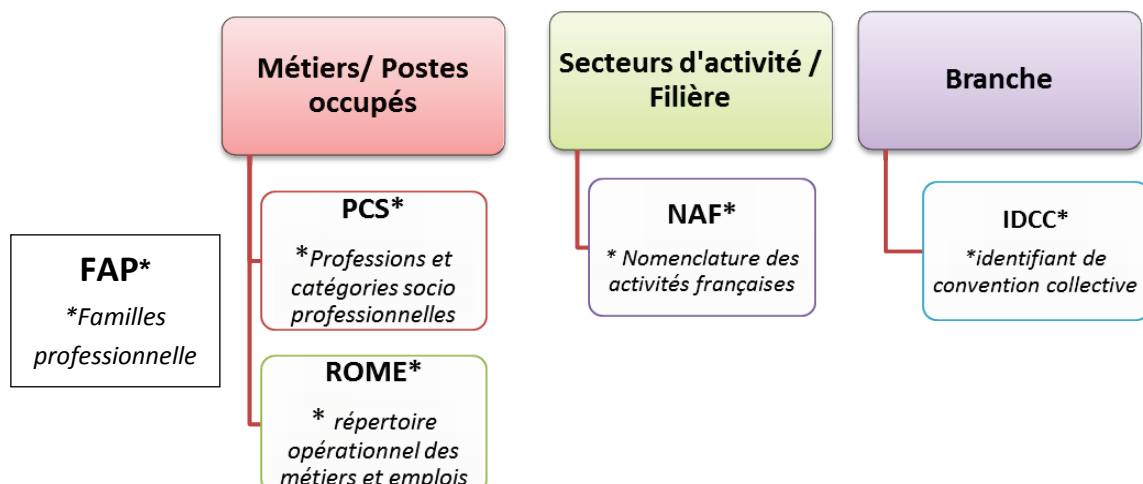 Métiers/ Postes
occupés
Secteurs d'activité /
Filière
Branche
FAP*
*Familles
professionnelle
PCS*
*Professions et
catégories socio
professionnelles
ROME*
* répertoire
opérationnel des
métiers et emplois
NAF*
* Nomenclature des
activités françaises
IDCC*
*identifiant de
convention collective